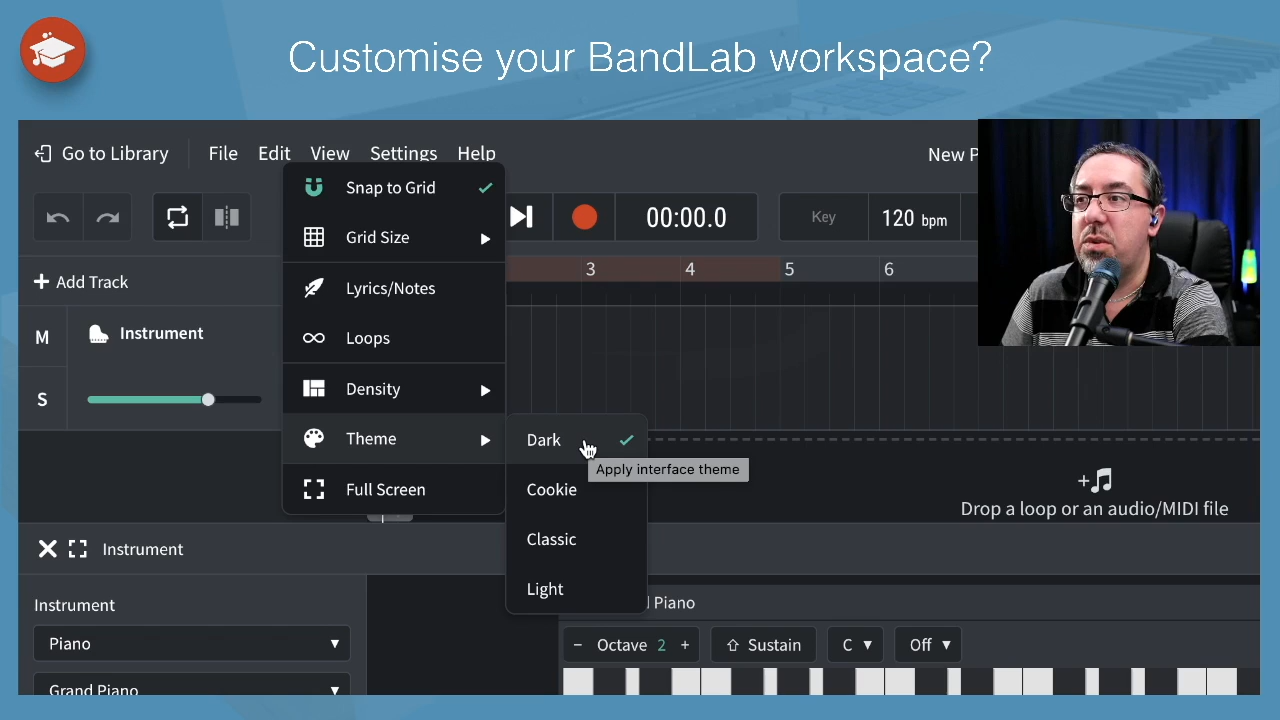 Customise your BandLab workspace?
Go to Library File Edit View Settings Help New P
Snap to Grid
Grid Size
Lyrics/Notes
Loops
Density
Theme
Full Screen
00:00.0 Key 120 bpm
3 4 5 6
+ Add Track
M Instrument
S
Dark
Apply interface theme
Cookie
Classic
Light
Drop a loop or an audio/MIDI file
Instrument
Instrument
Piano
Grand Piano
Piano
- Octave 2 + Sustain C Off